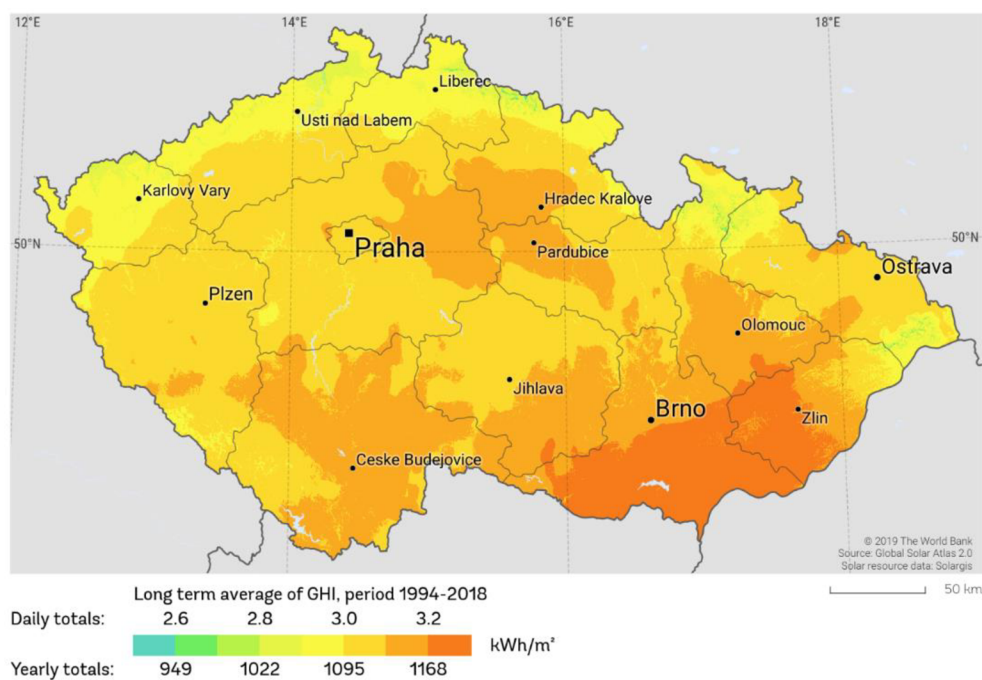 12°E 14°E 16°E 18°E
Liberec
Usti nad Labem
Karlovy Vary
Hradec Kralove
50°N Praha Pardubice 50°N
Ostrava
Plzen
Olomouc
Jihlava
Brno
Zlin
Ceske Budejovice
© 2019 The World Bank
Source: Global Solar Atlas 2.0
Solar resource data: Solargis
Long term average of GHI, period 1994-2018
50 km
Daily totals: 2.6 2.8 3.0 3.2
kWh/m²
Yearly totals: 949 1022 1095 1168